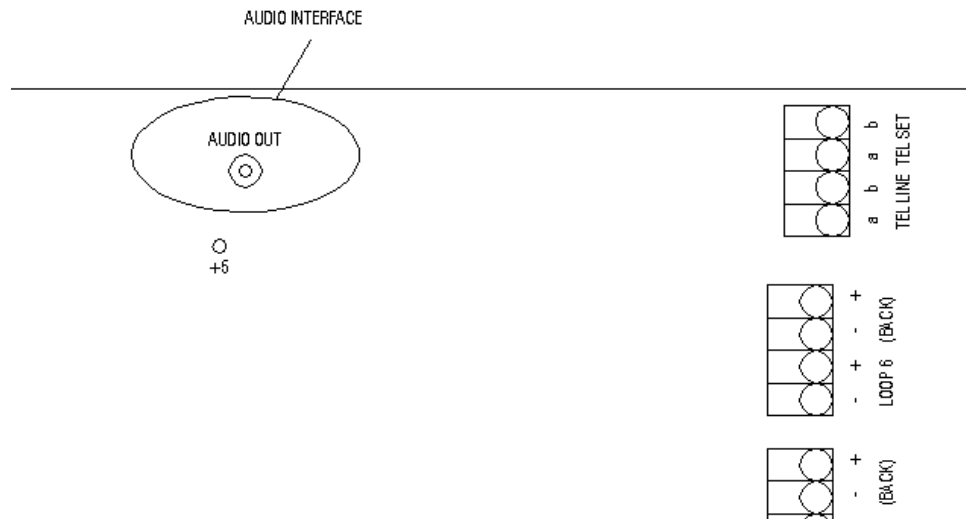 AUDIO INTERFACE
AUDIO OUT
+5
b
a
b
a
TEL SET
TEL LINE
+
-
+
-
(BACK)
LOOP 6
+
-
(BACK)